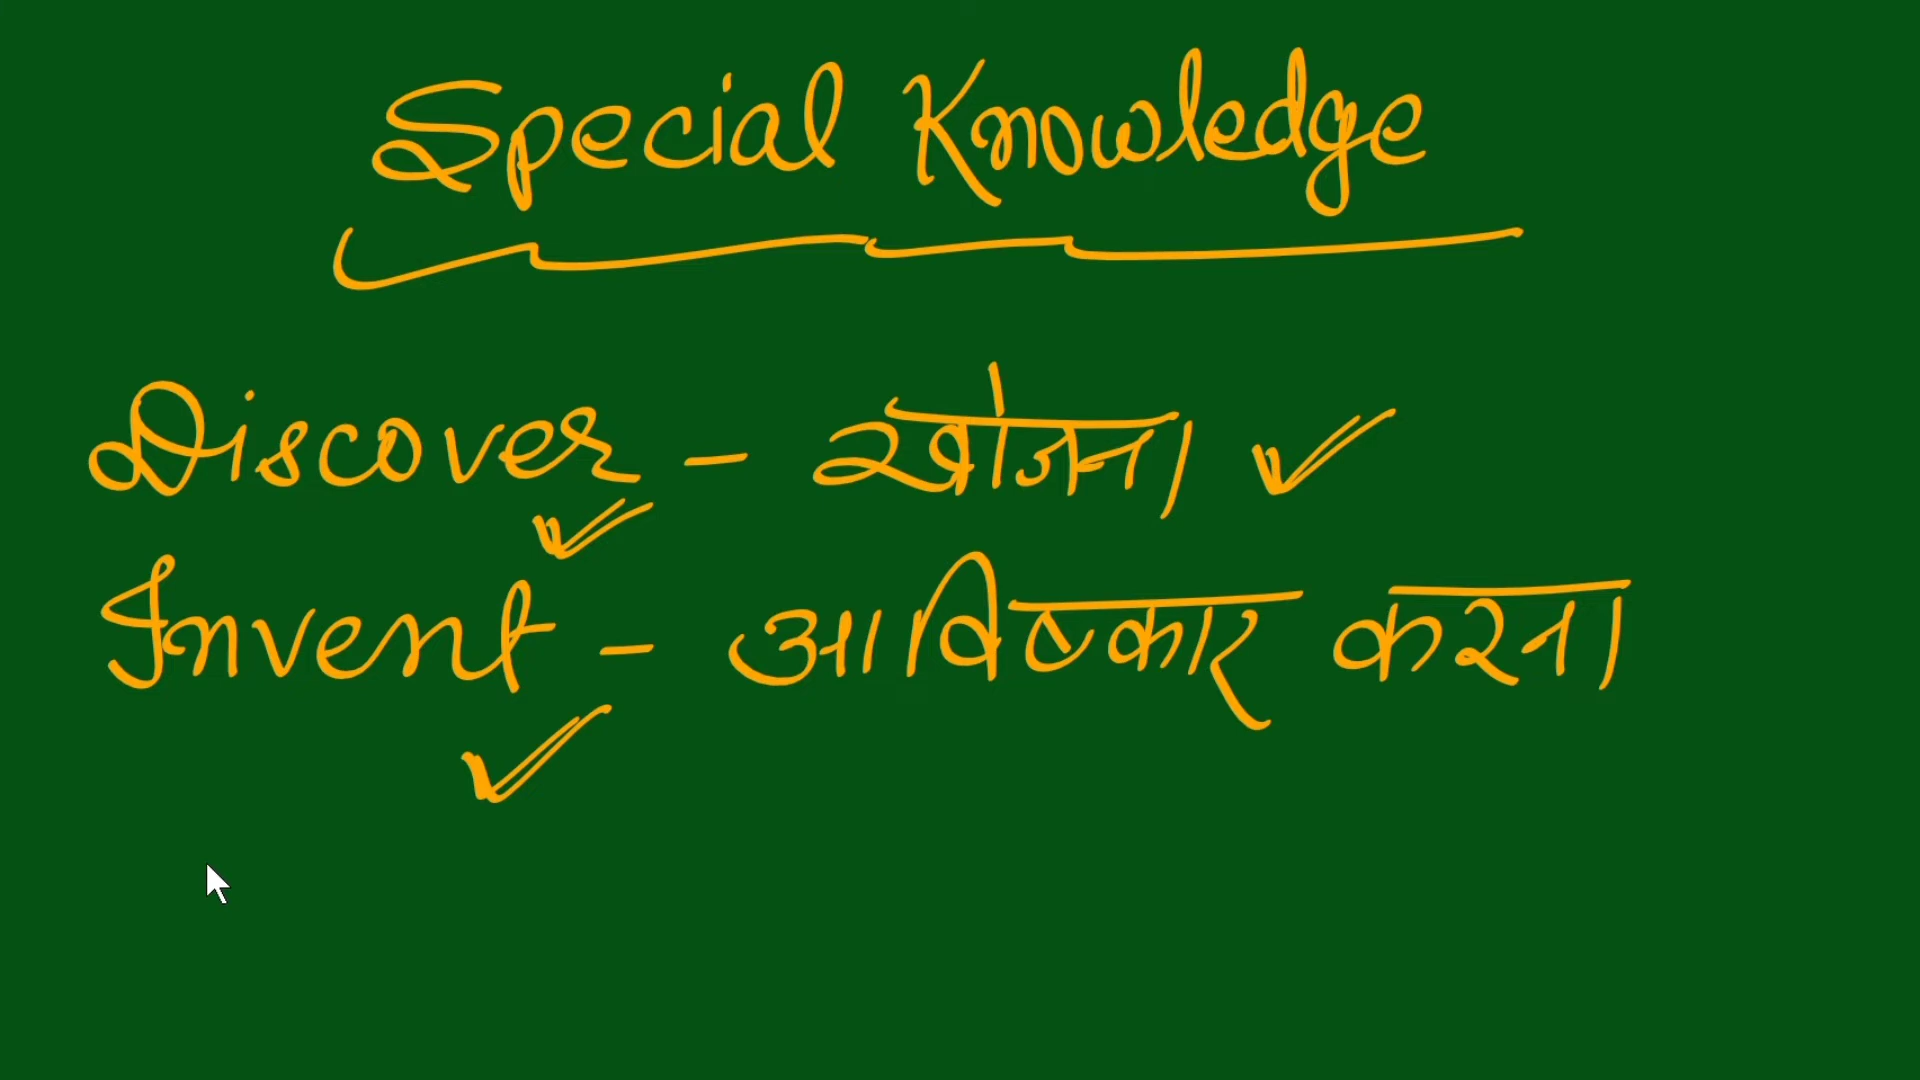 Special Knowledge
Discover - खोजना
Invent - आविष्कार करना